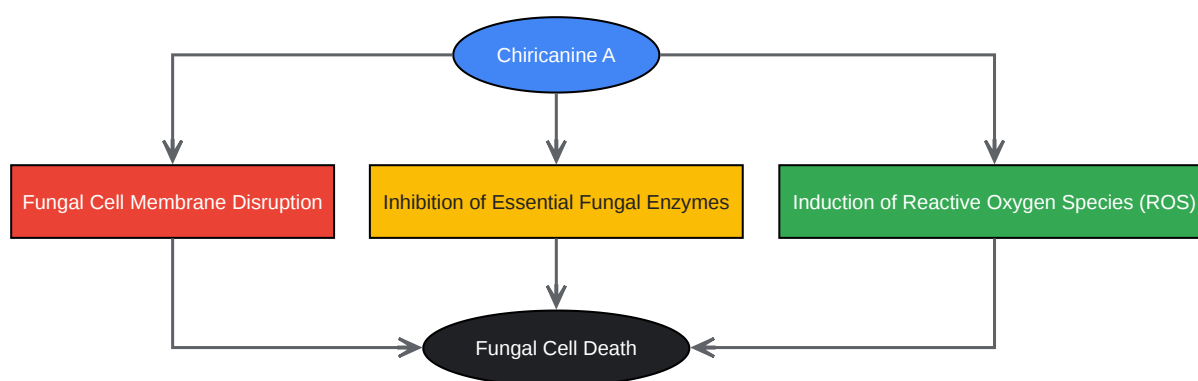 Chiricanine A
Fungal Cell Membrane Disruption
Inhibition of Essential Fungal Enzymes
Induction of Reactive Oxygen Species (ROS)
Fungal Cell Death